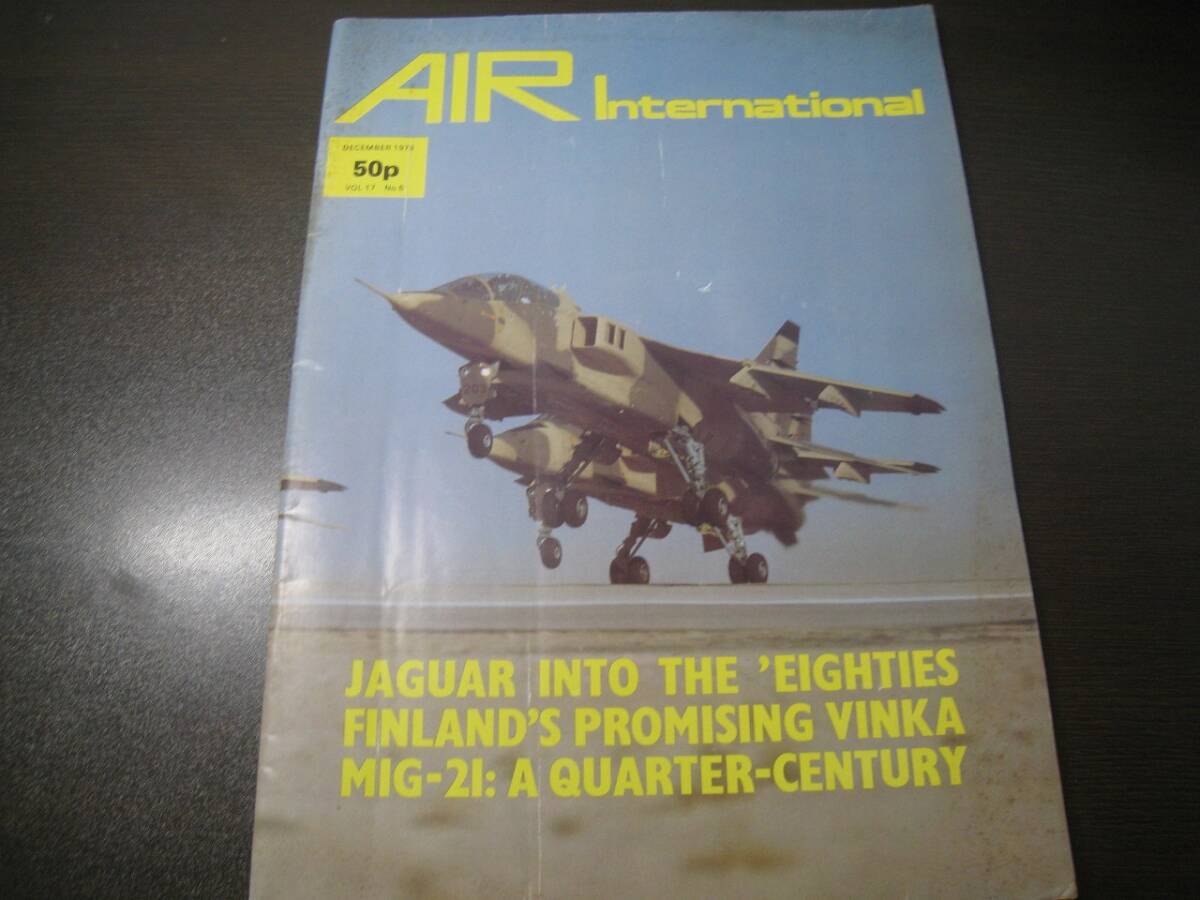 AIR International
DECEMBER 1979
50p
VOL 17 No 6
JAGUAR INTO THE 'EIGHTIES
FINLAND'S PROMISING VINKA
MIG-21: A QUARTER-CENTURY